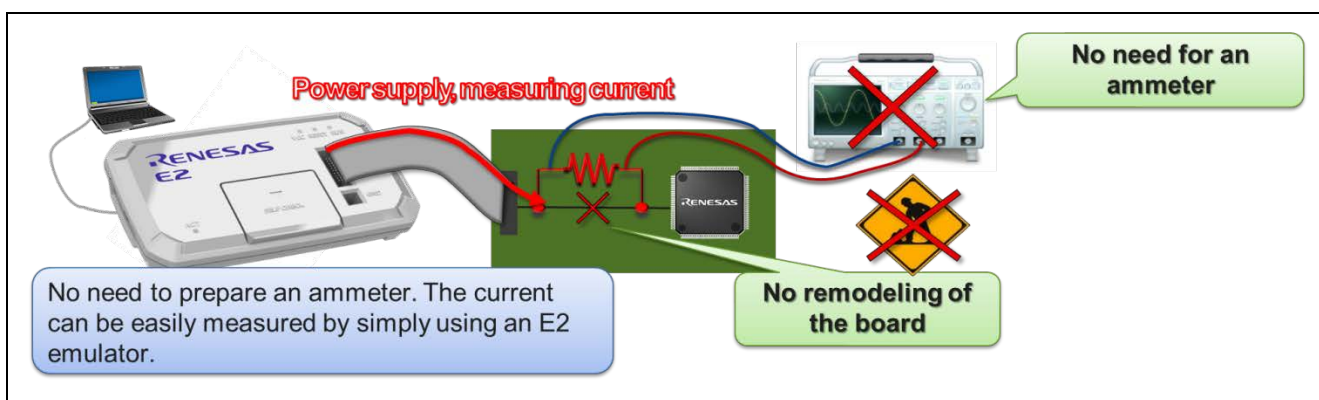 Power supply, measuring current
No need for an
ammeter
RENESAS
E2
RENESAS
No need to prepare an ammeter. The current
can be easily measured by simply using an E2
emulator.
No remodeling of
the board